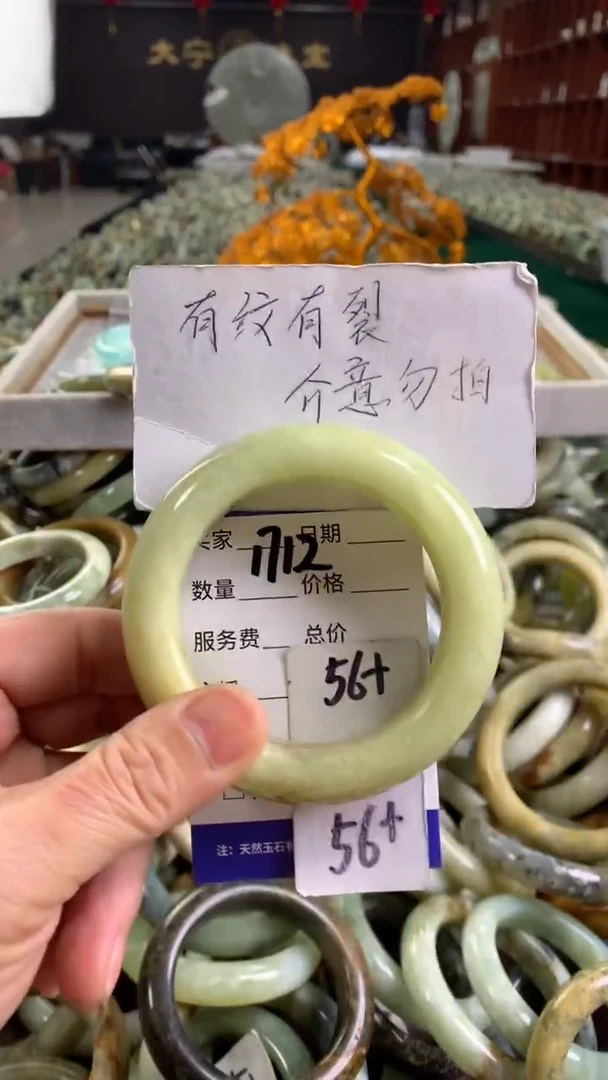 有纹有裂
介意勿拍
家 日期
1712
数量 价格
服务费 总价
56+
56+
注：天然玉石